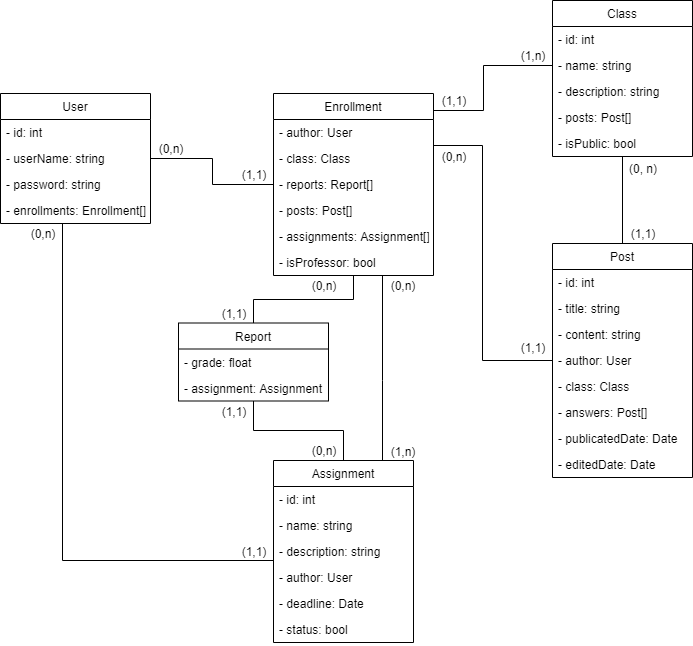 Class
- id: int
- name: string
- description: string
- posts: Post[]
- isPublic: bool
(1,n)
(0, n)
User
- id: int
- userName: string
- password: string
- enrollments: Enrollment[]
(0,n)
(0,n)
Enrollment
- author: User
- class: Class
- reports: Report[]
- posts: Post[]
- assignments: Assignment[]
- isProfessor: bool
(1,1)
(0,n)
(1,1)
(0,n)
(0,n)
(1,1)
Post
- id: int
- title: string
- content: string
- author: User
- class: Class
- answers: Post[]
- publicatedDate: Date
- editedDate: Date
(1,1)
(1,1)
Report
- grade: float
- assignment: Assignment
(1,1)
(0,n)
(1,n)
Assignment
- id: int
- name: string
- description: string
- author: User
- deadline: Date
- status: bool
(1,1)